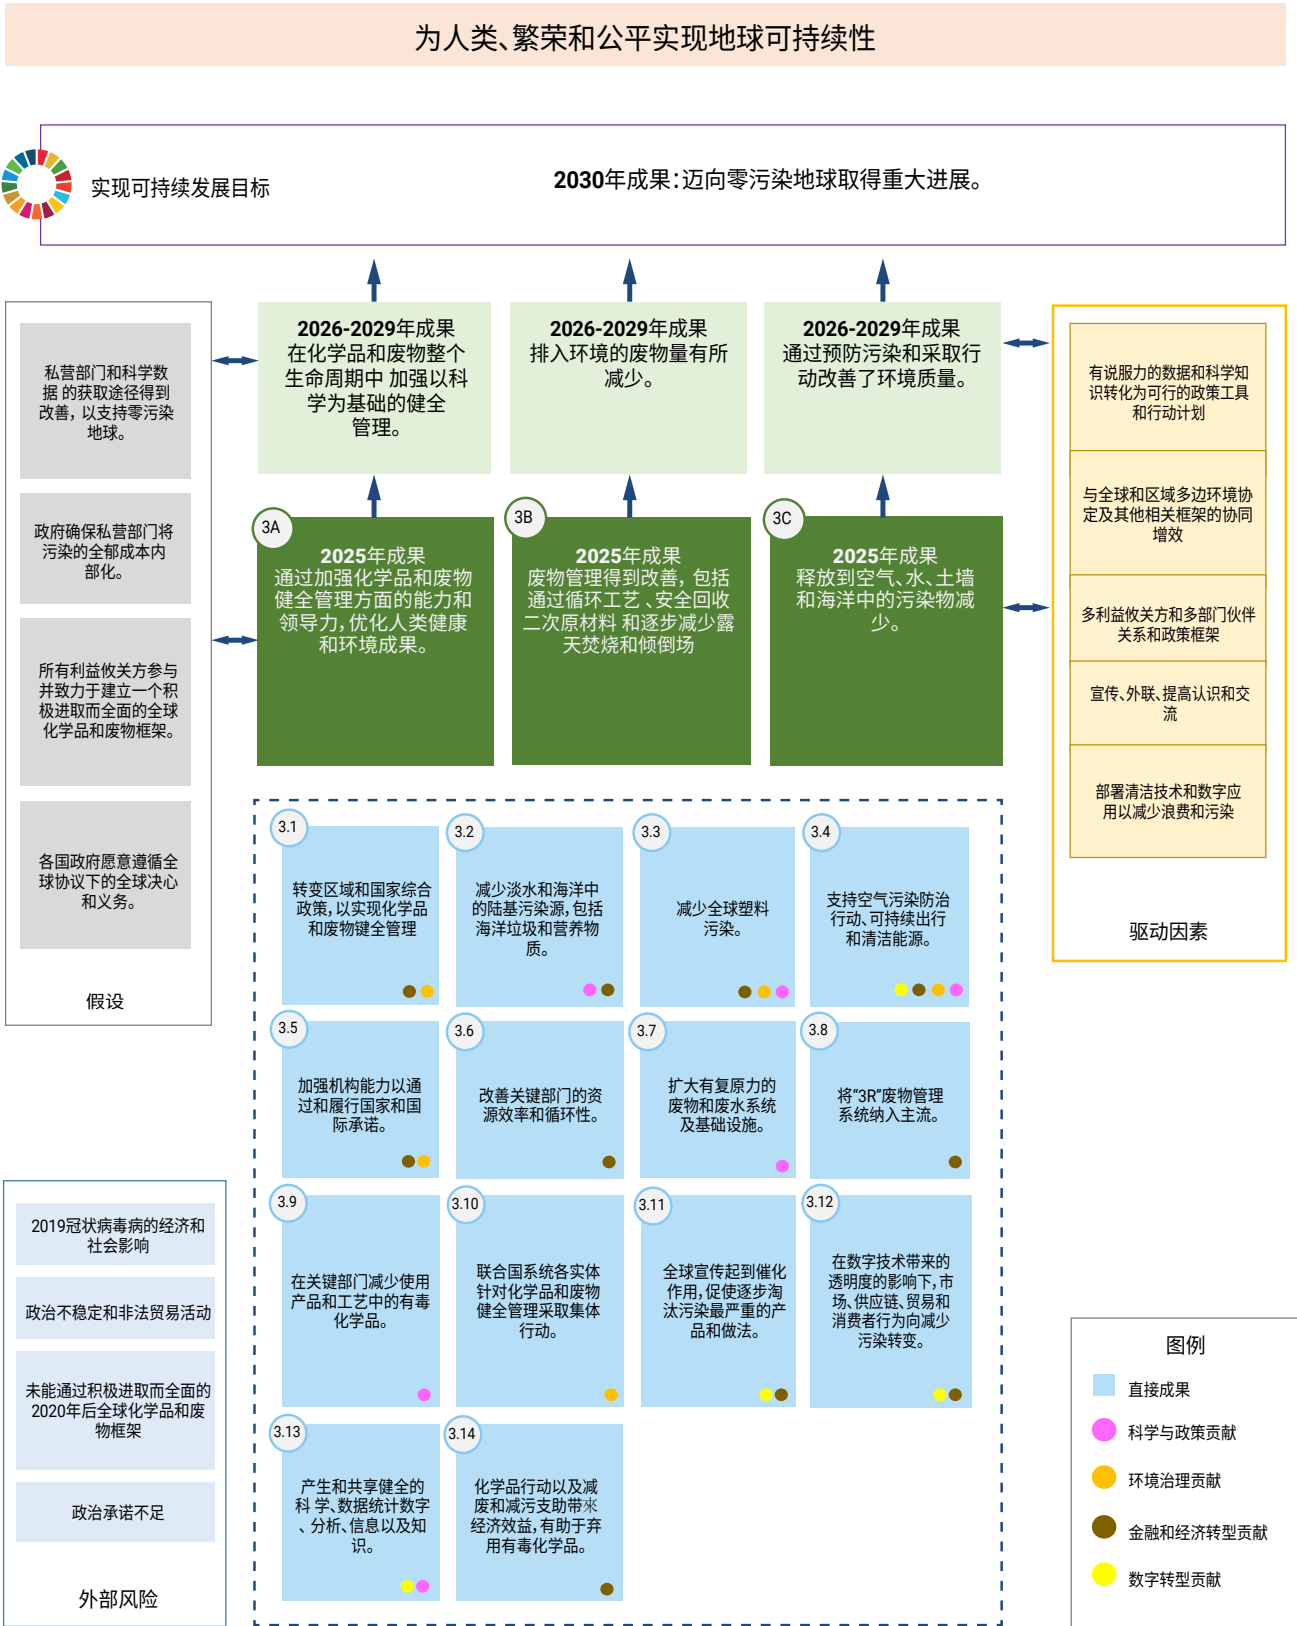 为人类、繁荣和公平实现地球可持续性
实现可持续发展目标
2030年成果：迈向零污染地球取得重大进展。
私营部门和科学数
据 的获取途径得到
改善，以支持零污染
地球。
政府确保私营部门将
污染的全郁成本内
部化。
所有利益攸关方参与
并致力于建立一个积
极进取而全面的全球
化学品和废物框架。
各国政府愿意遵循全
球协议下的全球决心
和义务。
假设
2026-2029年成果
在化学品和废物整个
生命周期中 加强以科
学为基础的健全
管理。
2026-2029年成果
排入环境的废物量有所
减少。
2026-2029年成果
通过预防污染和采取行
动改善了环境质量。
3A
2025年成果
通过加强化学品和废物
健全管理方面的能力和
领导力，优化人类健康
和环境成果。
3B
2025年成果
废物管理得到改善，包括
通过循环工艺 、安全回收
二次原材料 和逐步减少露
天焚烧和倾倒场
3C
2025年成果
释放到空气、水、土墙
和海洋中的污染物减
少。
有说服力的数据和科学知
识转化为可行的政策工具
和行动计划
与全球和区域多边环境协
定及其他相关框架的协同
增效
多利益攸关方和多部门伙伴
关系和政策框架
宣传、外联、提高认识和交
流
部署清洁技术和数字应
用以减少浪费和污染
驱动因素
3.1
转变区域和国家综合
政策，以实现化学品
和废物键全管理
3.2
减少淡水和海洋中
的陆基污染源，包括
海洋垃圾和营养物
质。
3.3
减少全球塑料
污染。
3.4
支持空气污染防治
行动、可持续出行
和清洁能源。
3.5
加强机构能力以通
过和履行国家和国
际承诺。
3.6
改善关键部门的资
源效率和循环性。
3.7
扩大有复原力的
废物和废水系统
及基础设施。
3.8
将“3R”废物管理
系统纳入主流。
3.9
在关键部门减少使用
产品和工艺中的有毒
化学品。
3.10
联合国系统各实体
针对化学品和废物
健全管理采取集体
行动。
3.11
全球宣传起到催化
作用，促使逐步淘
汰污染最严重的产
品和做法。
3.12
在数字技术带来的
透明度的影响下，市
场、供应链、贸易和
消费者行为向减少
污染转变。
3.13
产生和共享健全的
科 学、数据统计数字
、分析、信息以及知
识。
3.14
化学品行动以及减
废和减污支助带來
经济效益，有助于弃
用有毒化学品。
2019冠状病毒病的经济和
社会影响
政治不稳定和非法贸易活动
未能通过积极进取而全面的
2020年后全球化学品和废
物框架
政治承诺不足
外部风险
图例
直接成果
科学与政策贡献
环境治理贡献
金融和经济转型贡献
数字转型贡献